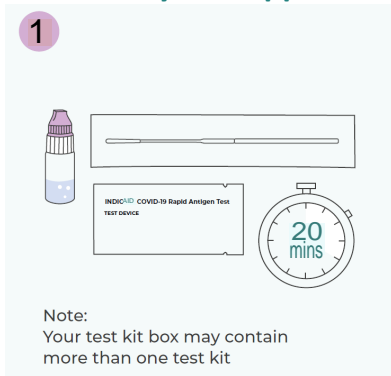 1
INDICAID COVID-19 Rapid Antigen Test
TEST DEVICE
20
mins
Note:
Your test kit box may contain
more than one test kit